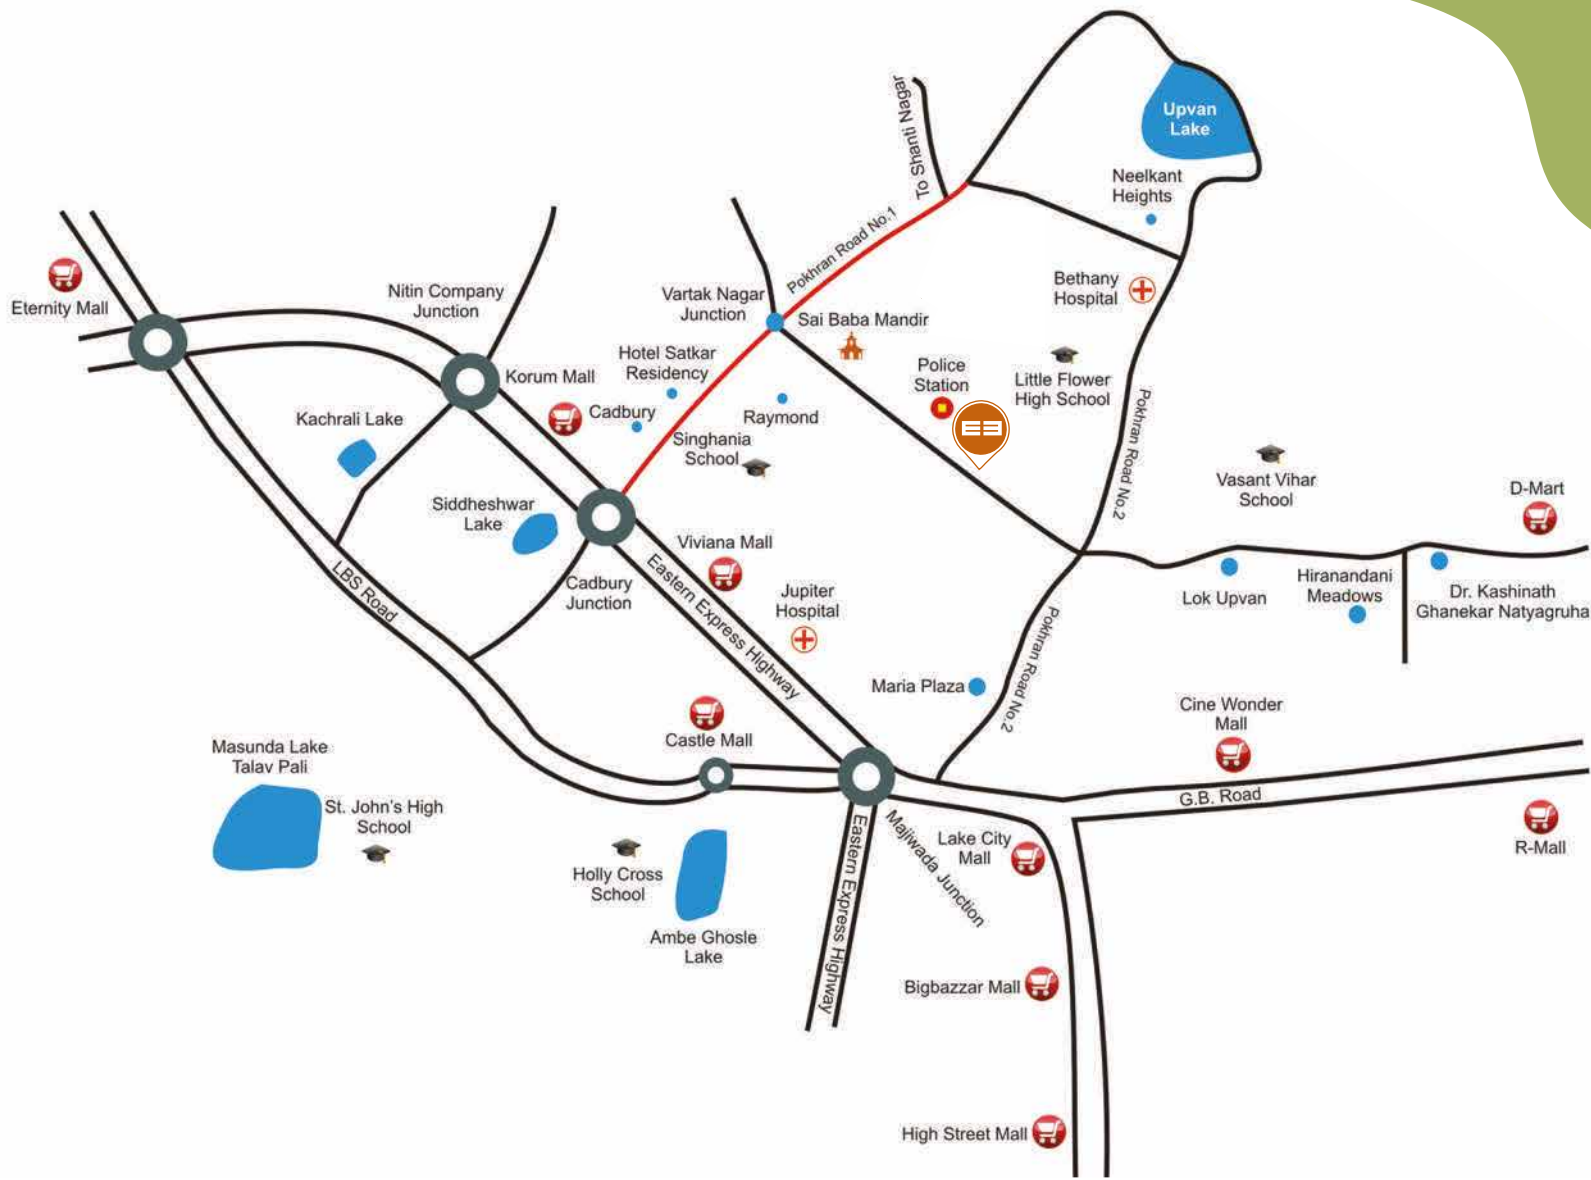 Upvan
Lake
To Shanti Nagar
Neelkant
Heights
Pokhran Road No.1
Bethany
Hospital
Eternity Mall
Nitin Company
Junction
Vartak Nagar
Junction
Sai Baba Mandir
Hotel Satkar
Residency
Police
Station
Little Flower
High School
Korum Mall
Cadbury
Raymond
Kachrali Lake
Singhania
School
E3
Pokhran Road No.2
Vasant Vihar
School
D-Mart
Siddheshwar
Lake
Viviana Mall
LBS Road
Cadbury
Junction
Eastern Express Highway
Jupiter
Hospital
Lok Upvan
Hiranandani
Meadows
Dr. Kashinath
Ghanekar Natyagruha
Pokhran Road No.2
Maria Plaza
Cine Wonder
Mall
Castle Mall
Masunda Lake
Talav Pali
St. John's High
School
G.B. Road
Majiwada Junction
Lake City
Mall
R-Mall
Holly Cross
School
Eastern Express Highway
Ambe Ghosle
Lake
Bigbazzar Mall
High Street Mall